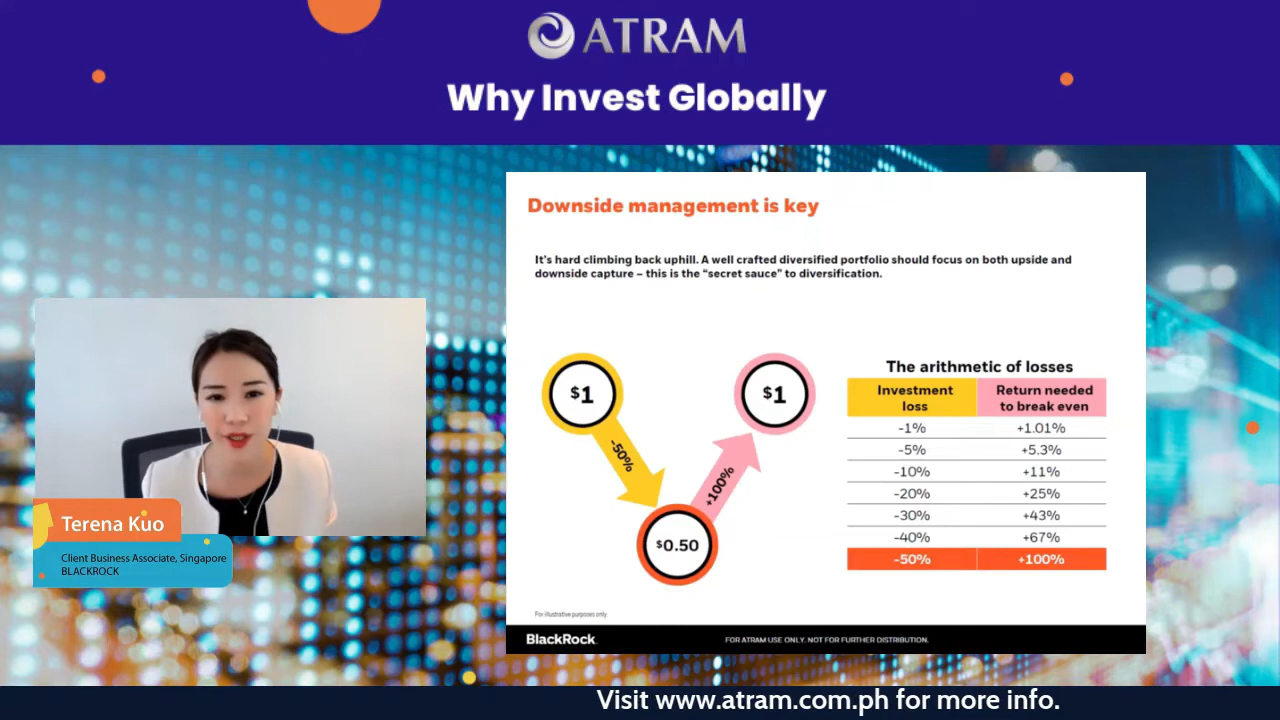 ATRAM
Why Invest Globally
Downside management is key
It's hard climbing back uphill. A well crafted diversified portfolio should focus on both upside and
downside capture – this is the “secret sauce” to diversification.
$1
-50%
$0.50
+100%
$1
The arithmetic of losses
Investment loss | Return needed to break even
-1% +1.01%
-5% +5.3%
-10% +11%
-20% +25%
-30% +43%
-40% +67%
-50% +100%
For illustrative purposes only.
BlackRock.
FOR ATRAM USE ONLY. NOT FOR FURTHER DISTRIBUTION.
Terena Kuo
Client Business Associate, Singapore
BLACKROCK
Visit www.atram.com.ph for more info.